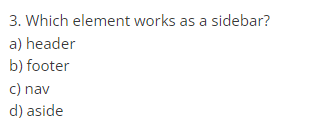 3. Which element works as a sidebar?
a) header
b) footer
c) nav
d) aside